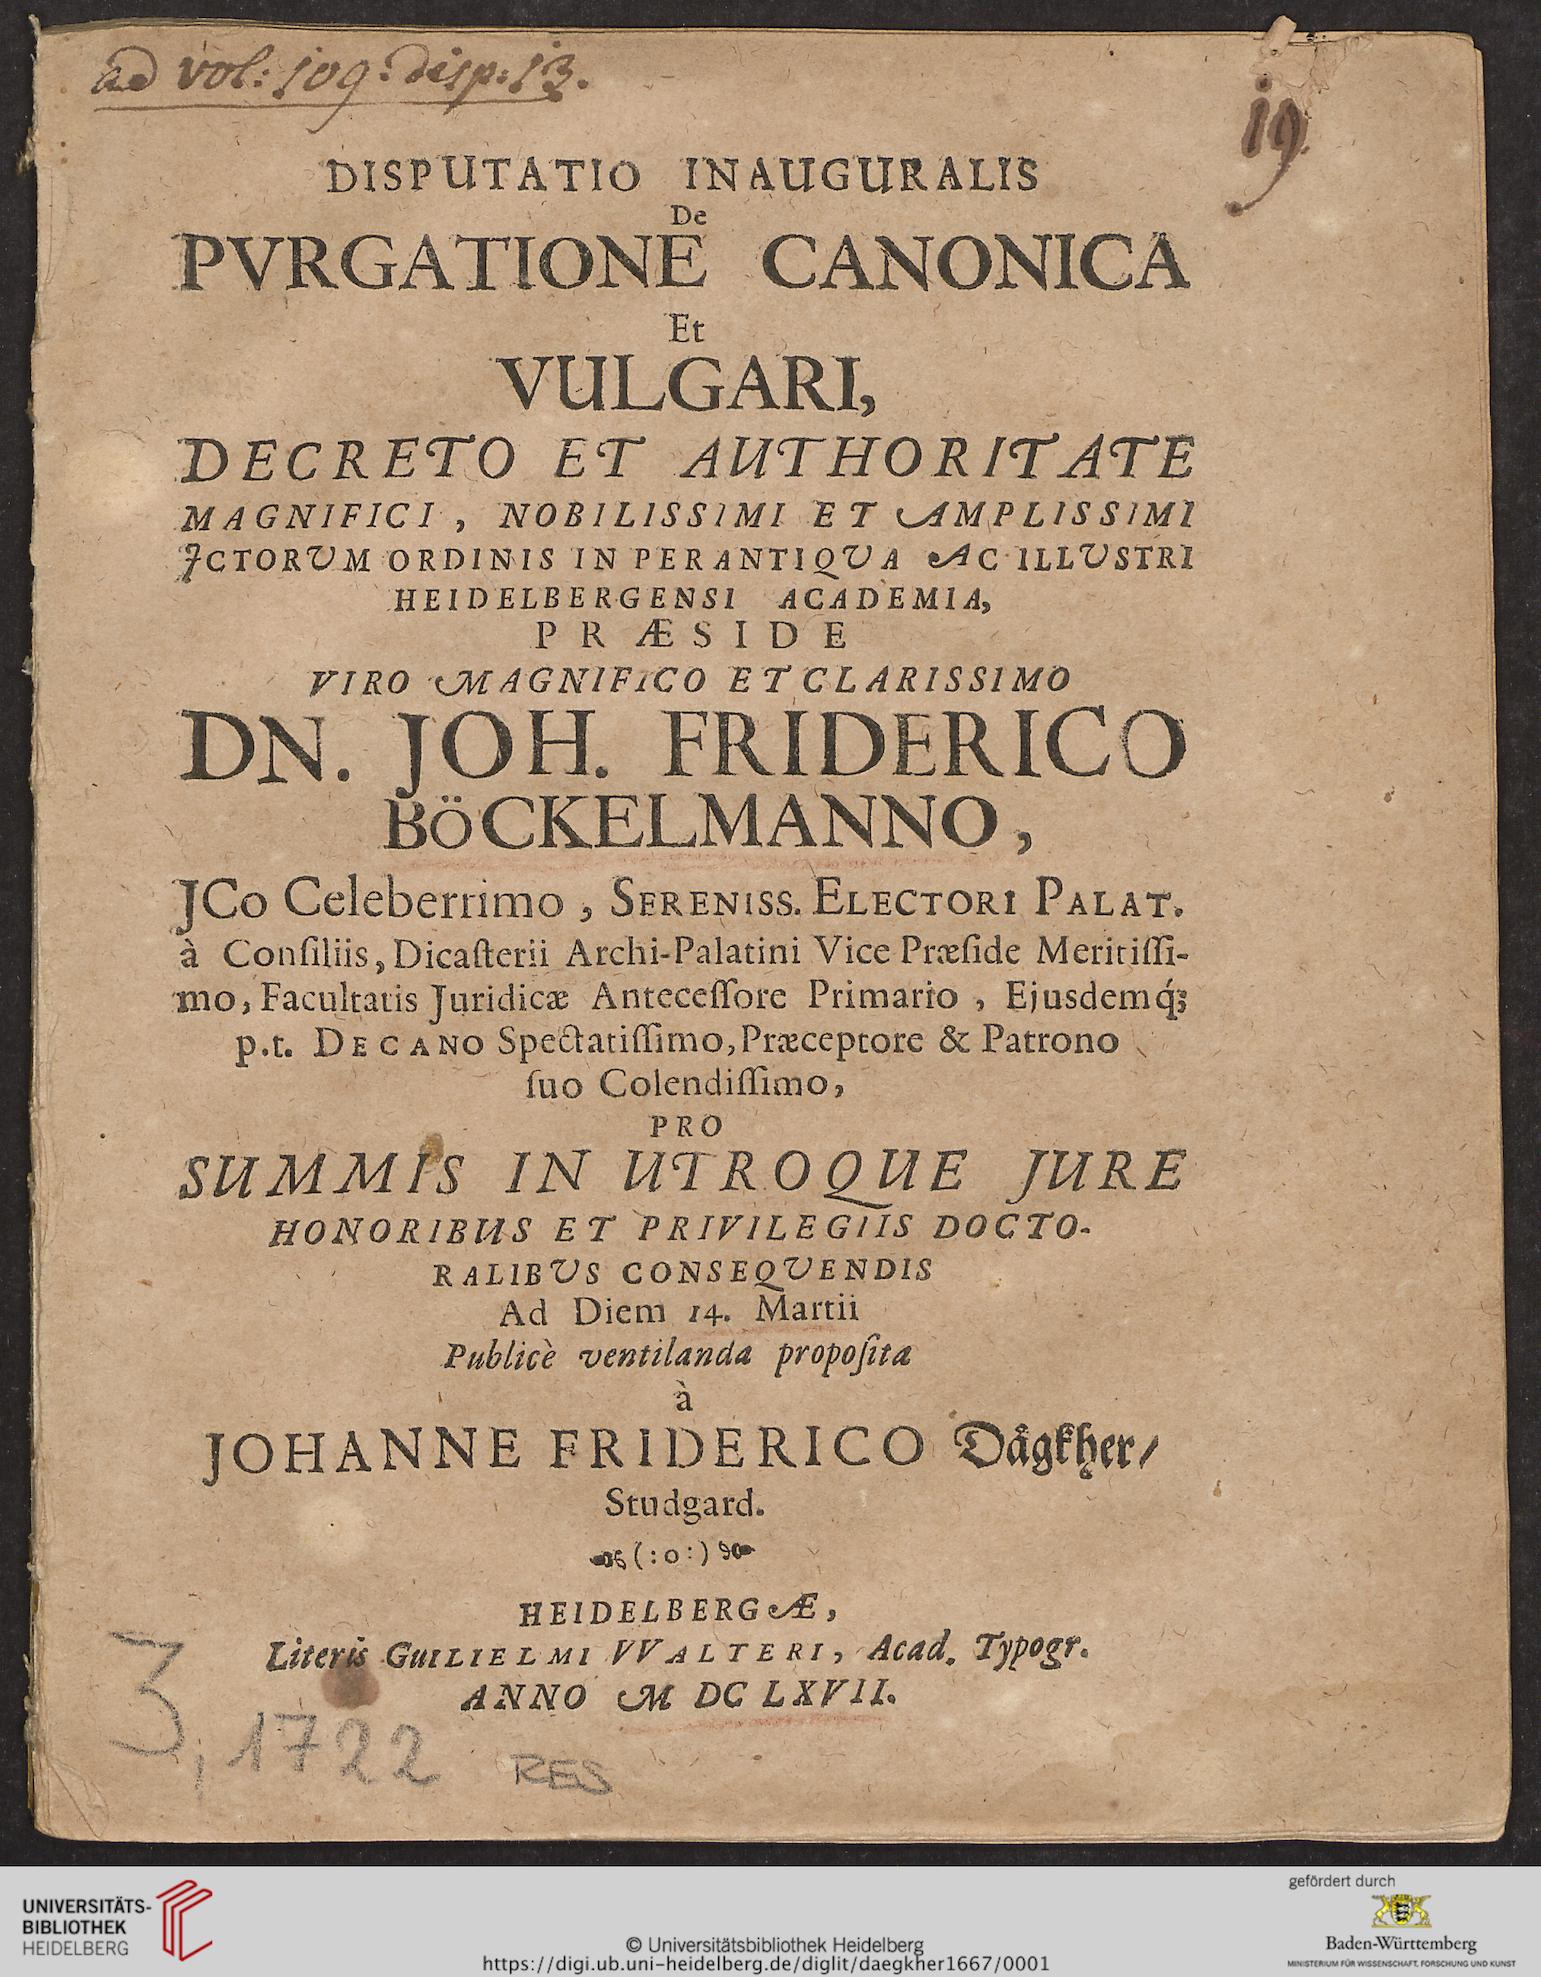 ad vol: 109: disp: 13.
19.
DISPUTATIO INAUGURALIS
De
PVRGATIONE CANONICA
Et
VULGARI,
DECRETO ET AUTHORITATE
MAGNIFICI, NOBILISSIMI ET AMPLISSIMI
JCTORUM ORDINIS IN PERANTIQUA AC ILLUSTRI
HEIDELBERGENSI ACADEMIA,
PRÆSIDE
VIRO MAGNIFICO ET CLARISSIMO
DN. JOH. FRIDERICO
BÖCKELMANNO,
JCo Celeberrimo, SERENISS. ELECTORI PALAT.
à Conſiliis, Dicaſterii Archi-Palatini Vice Præſide Meritiſſi-
mo, Facultatis Juridicæ Anteceſſore Primario, Ejusdemq́;
p.t. DECANO Spectatiſſimo, Præceptore & Patrono
ſuo Colendiſſimo,
PRO
SUMMIS IN UTROQUE JURE
HONORIBUS ET PRIVILEGIIS DOCTO-
RALIBUS CONSEQUENDIS
Ad Diem 14. Martii
Publicè ventilanda propoſita
à
JOHANNE FRIDERICO Dågkher/
Studgard.
(:o:)
HEIDELBERGÆ,
Literis GUILIELMI VVALTERI, Acad. Typogr.
ANNO M DC LXVII.
3, 1722 RES
UNIVERSITÄTS-
BIBLIOTHEK
HEIDELBERG
© Universitätsbibliothek Heidelberg
https://digi.ub.uni-heidelberg.de/diglit/daegkher1667/0001
gefördert durch
Baden-Württemberg
MINISTERIUM FÜR WISSENSCHAFT, FORSCHUNG UND KUNST